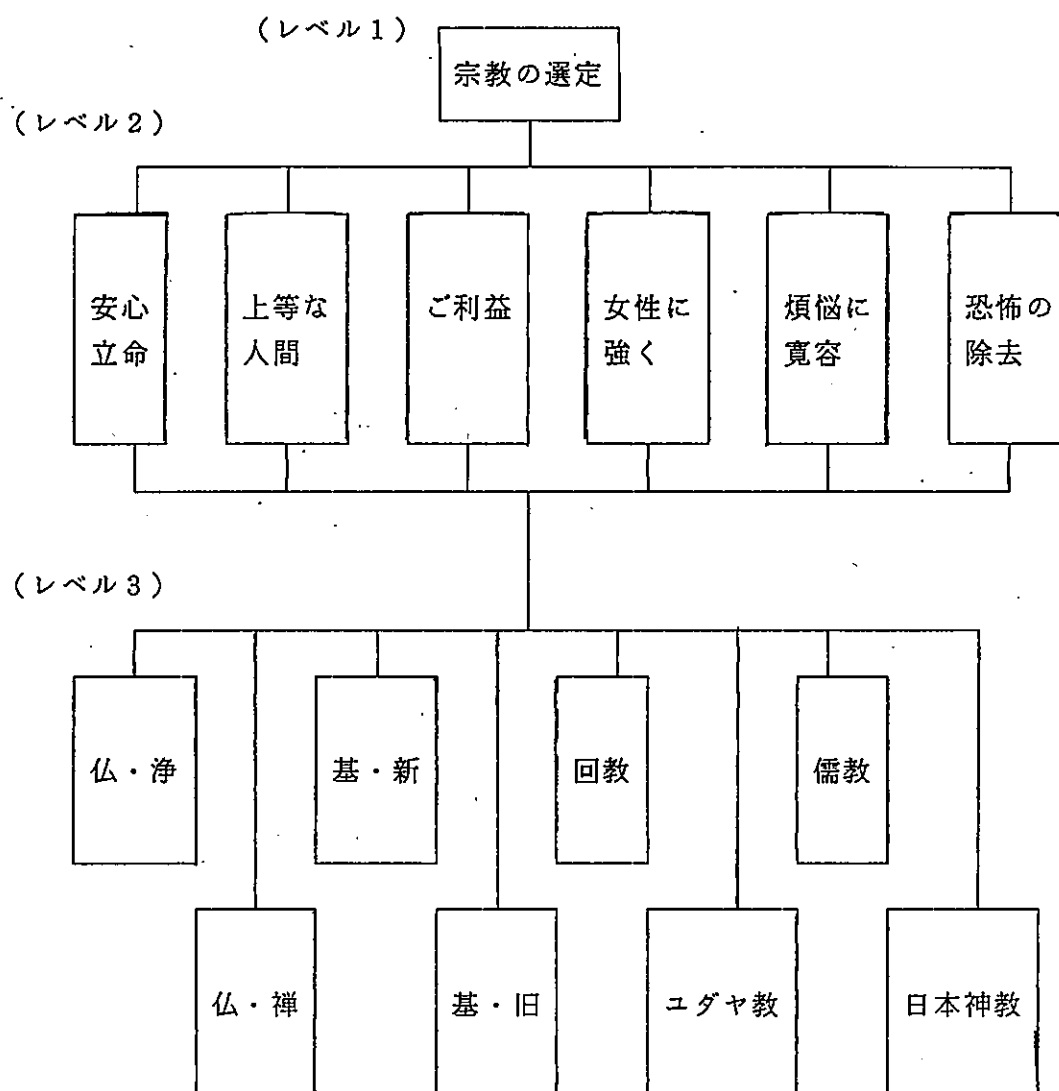 （レベル1）
宗教の選定
（レベル2）
安心
立命
上等な
人間
ご利益
女性に
強く
煩悩に
寛容
恐怖の
除去
（レベル3）
仏・浄
基・新
回教
儒教
仏・禅
基・旧
ユダヤ教
日本神教